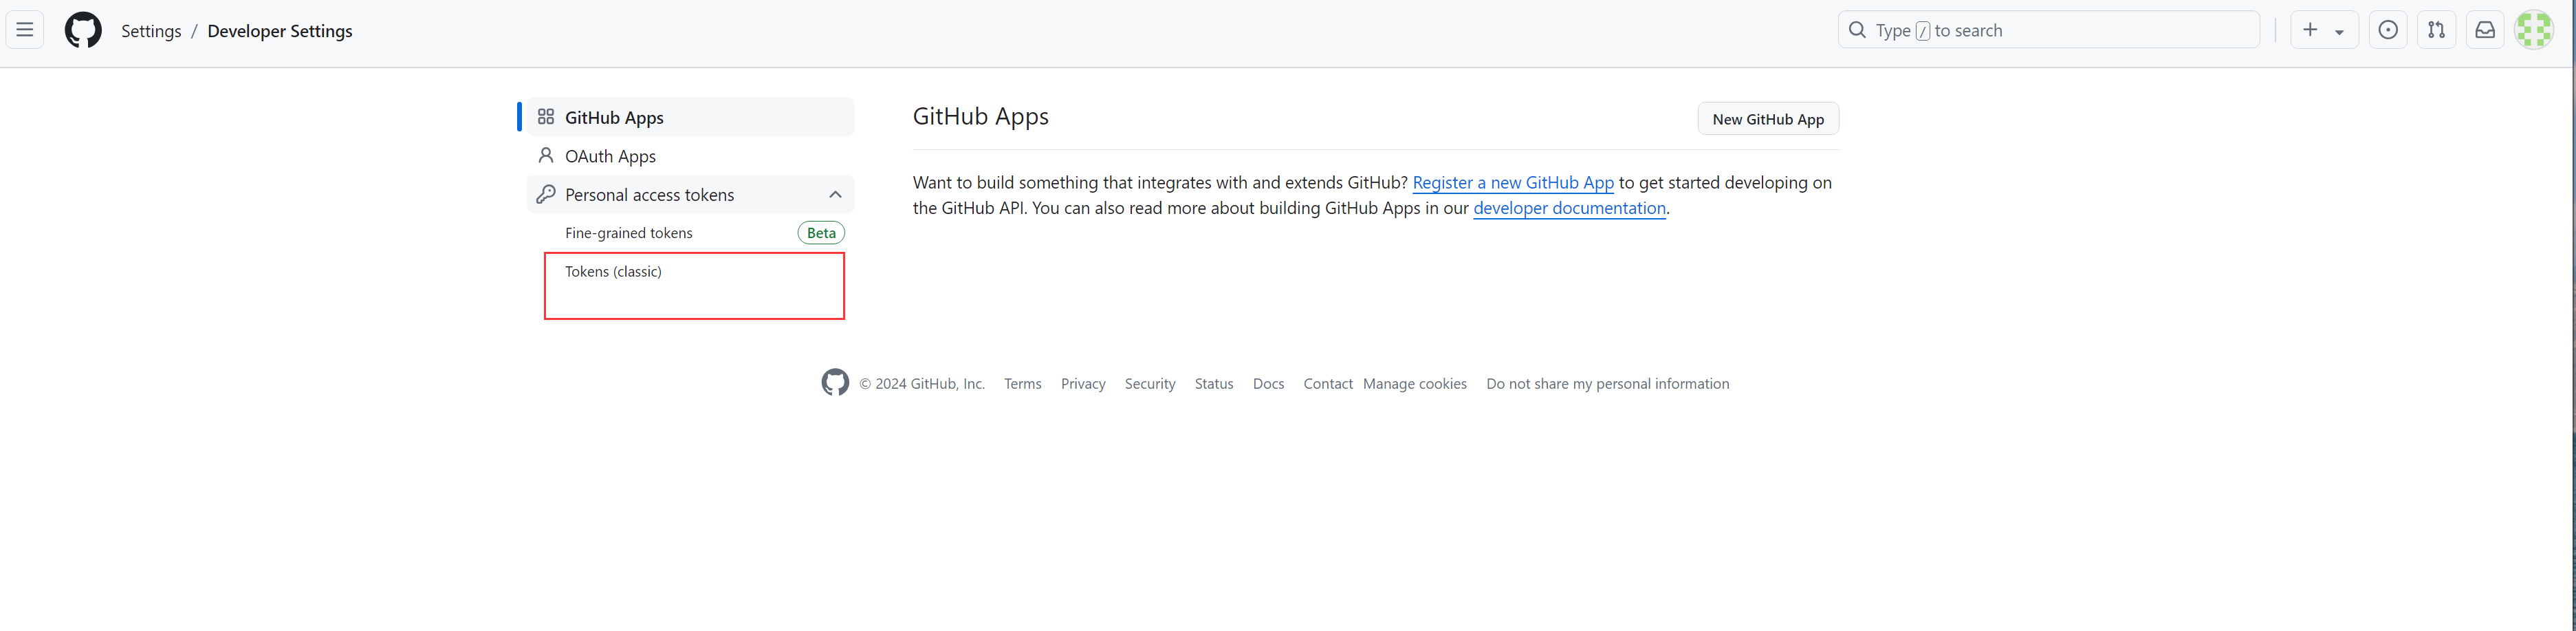 Settings / Developer Settings
Type / to search
GitHub Apps
OAuth Apps
Personal access tokens
Fine-grained tokens Beta
Tokens (classic)
GitHub Apps
New GitHub App
Want to build something that integrates with and extends GitHub? Register a new GitHub App to get started developing on
the GitHub API. You can also read more about building GitHub Apps in our developer documentation.
© 2024 GitHub, Inc. Terms Privacy Security Status Docs Contact Manage cookies Do not share my personal information